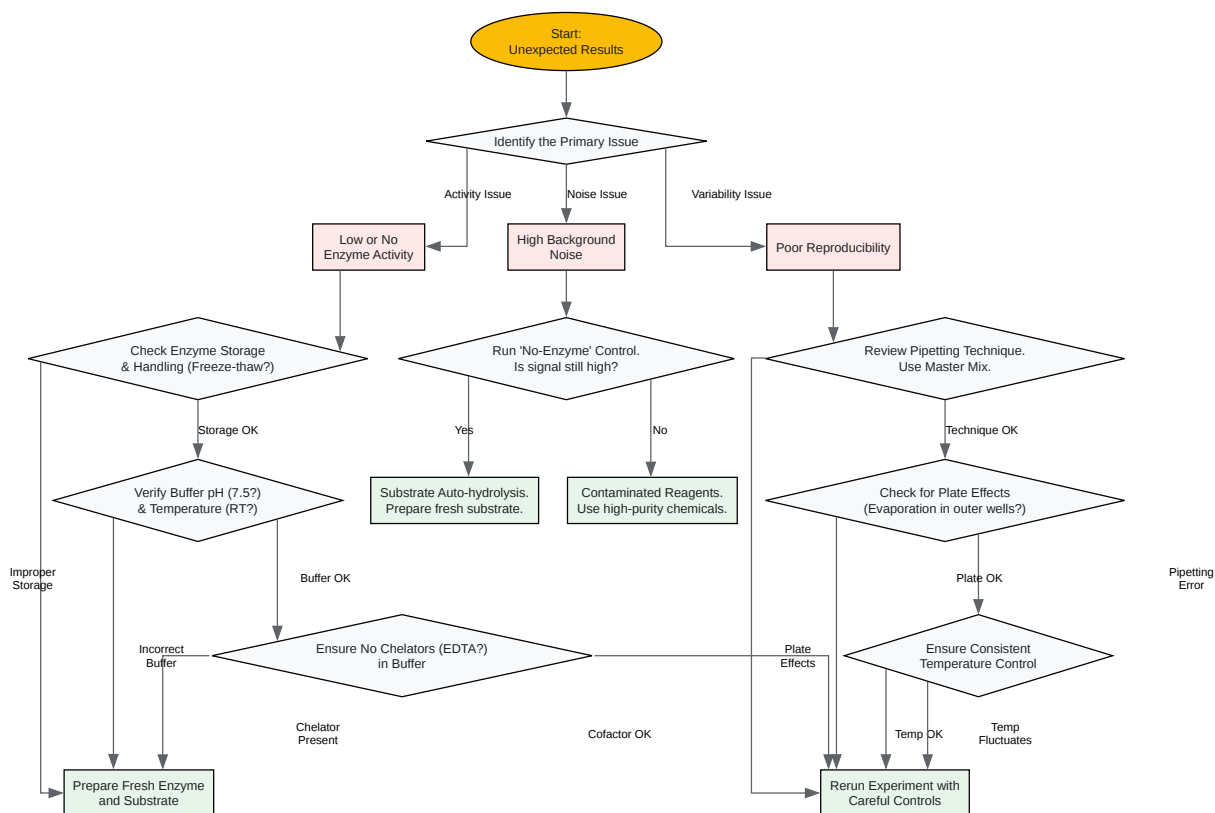 Start:
Unexpected Results
Identify the Primary Issue
Activity Issue
Noise Issue
Variability Issue
Low or No
Enzyme Activity
High Background
Noise
Poor Reproducibility
Check Enzyme Storage
& Handling (Freeze-thaw?)
Run 'No-Enzyme' Control.
Is signal still high?
Review Pipetting Technique.
Use Master Mix.
Storage OK
Yes
No
Technique OK
Verify Buffer pH (7.5?)
& Temperature (RT?)
Substrate Auto-hydrolysis.
Prepare fresh substrate.
Contaminated Reagents.
Use high-purity chemicals.
Check for Plate Effects
(Evaporation in outer wells?)
Improper
Storage
Buffer OK
Plate OK
Pipetting
Error
Incorrect
Buffer
Ensure No Chelators (EDTA?)
in Buffer
Plate
Effects
Ensure Consistent
Temperature Control
Chelator
Present
Cofactor OK
Temp OK
Temp
Fluctuates
Prepare Fresh Enzyme
and Substrate
Rerun Experiment with
Careful Controls